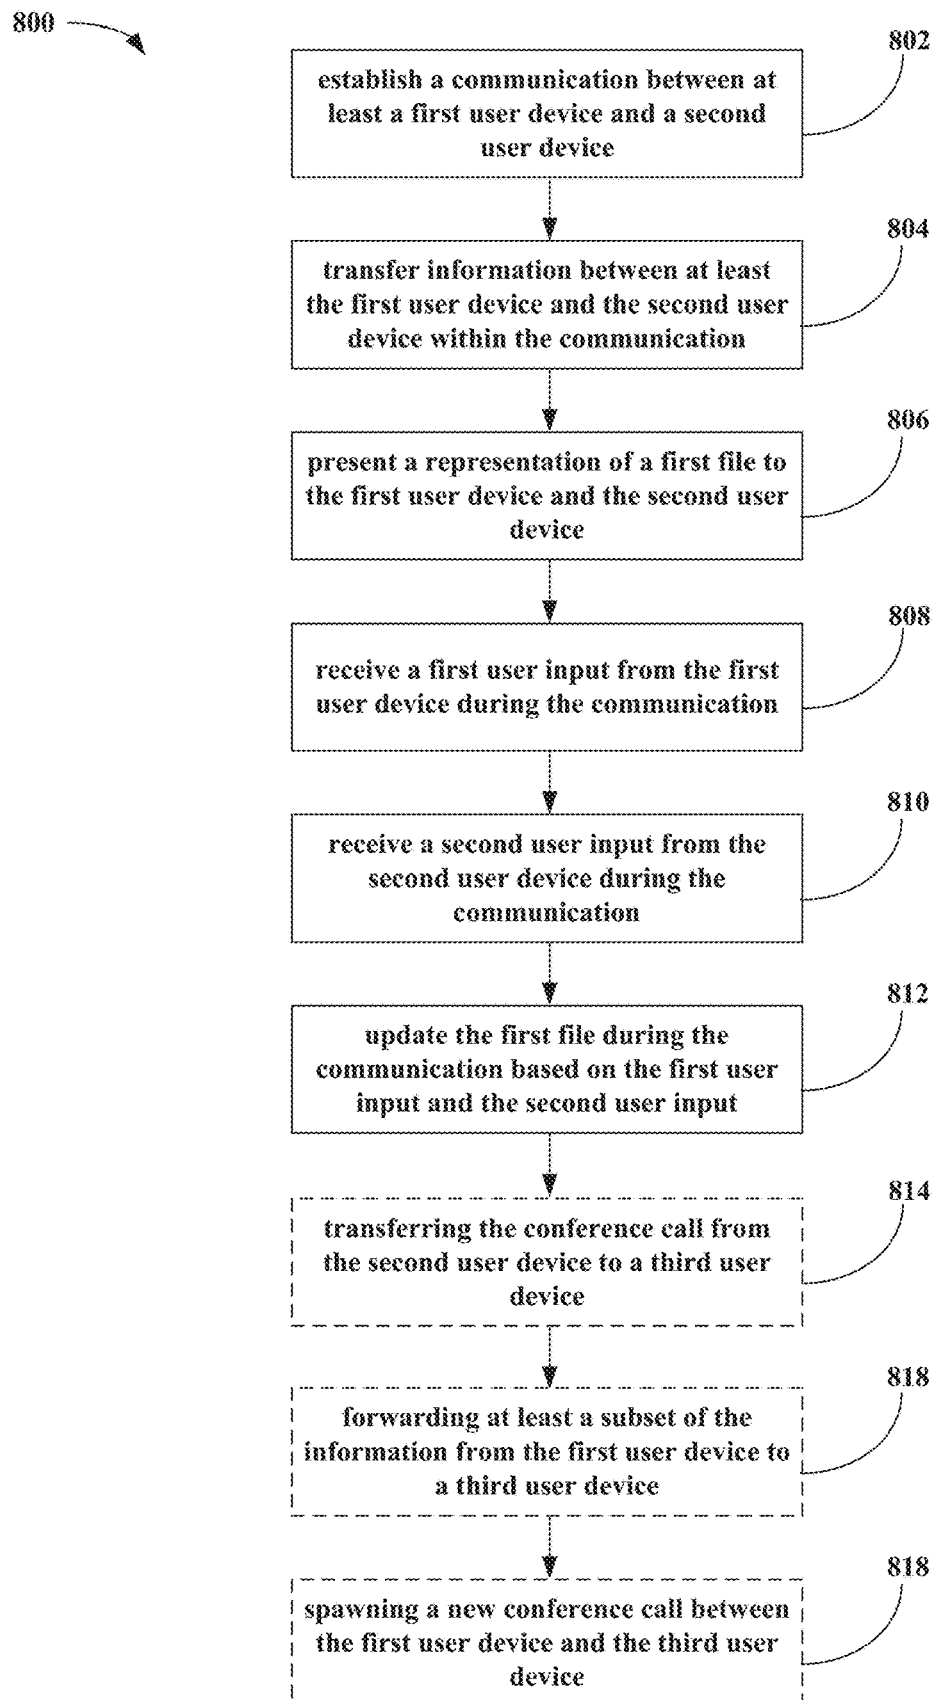 800
802
establish a communication between at
least a first user device and a second
user device
804
transfer information between at least
the first user device and the second user
device within the communication
806
present a representation of a first file to
the first user device and the second user
device
808
receive a first user input from the first
user device during the communication
810
receive a second user input from the
second user device during the
communication
812
update the first file during the
communication based on the first user
input and the second user input
814
transferring the conference call from
the second user device to a third user
device
818
forwarding at least a subset of the
information from the first user device to
a third user device
818
spawning a new conference call between
the first user device and the third user
device